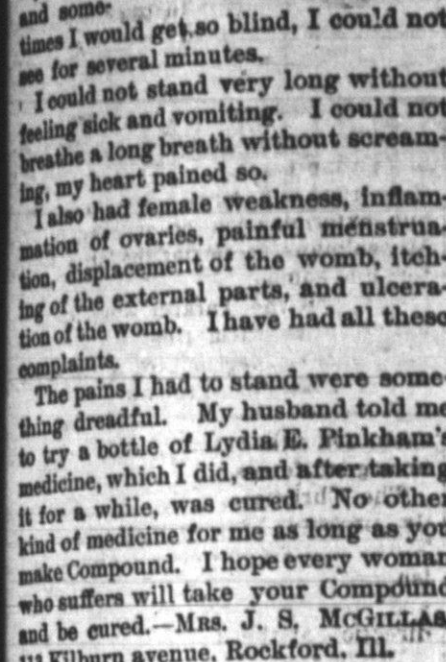 and some-
times I would get so blind, I could not
see for several minutes.
I could not stand very long without
feeling sick and vomiting. I could not
breathe a long breath without scream-
ing, my heart pained so.
I also had female weakness, inflam-
mation of ovaries, painful menstrua-
tion, displacement of the womb, itch-
ing of the external parts, and ulcera-
tion of the womb. I have had all these
complaints.
The pains I had to stand were some-
thing dreadful. My husband told m
to try a bottle of Lydia E. Pinkham's
medicine, which I did, and after taking
it for a while, was cured. No othe
kind of medicine for me as long as you
make Compound. I hope every woman
who suffers will take your Compound
and be cured.—MRS. J. S. MCGILLAS
Kilburn avenue, Rockford, Ill.